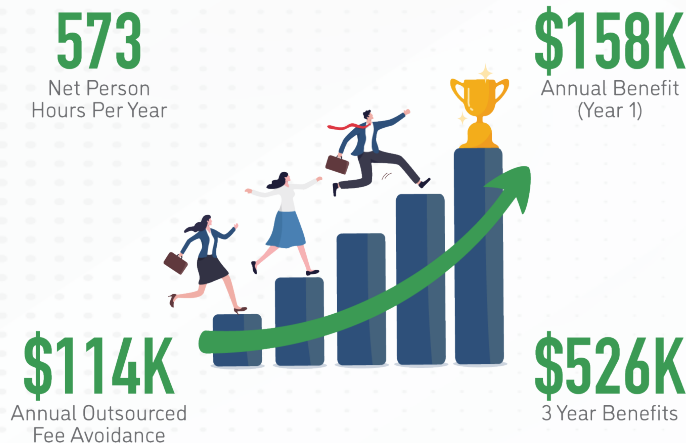 573
Net Person
Hours Per Year
$158K
Annual Benefit
(Year 1)
$114K
Annual Outsourced
Fee Avoidance
$526K
3 Year Benefits